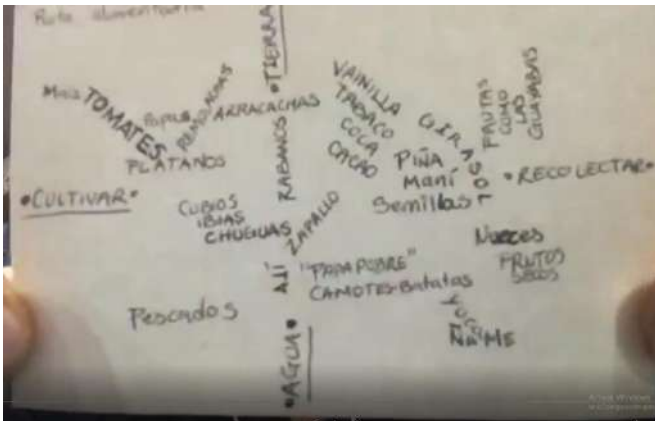 Ruta alimentaria
•TIERRA
Maíz
TOMATES
Papas
REMOLACHAS
ARRACACHAS
PLATANOS
RABANOS
VAINILLA
TABACO
COCA
CACAO
GIRASOL
PIÑA
Maní
Semillas
FRUTAS
COMO
LAS
GUAYABAS
•RECOLECTAR•
•CULTIVAR•
CUBIOS
IBIAS
CHUGUAS
ZAPALLO
AJÍ
"PAPA POBRE"
CAMOTES-Batatas
YUCA
ÑAME
Nueces
FRUTOS
SECOS
Pescados
•AGUA•